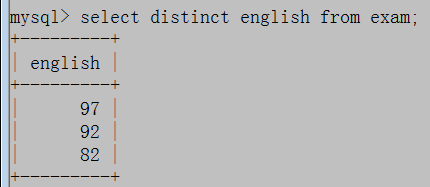 mysql> select distinct english from exam;
+---------+
| english |
+---------+
|      97 |
|      92 |
|      82 |
+---------+